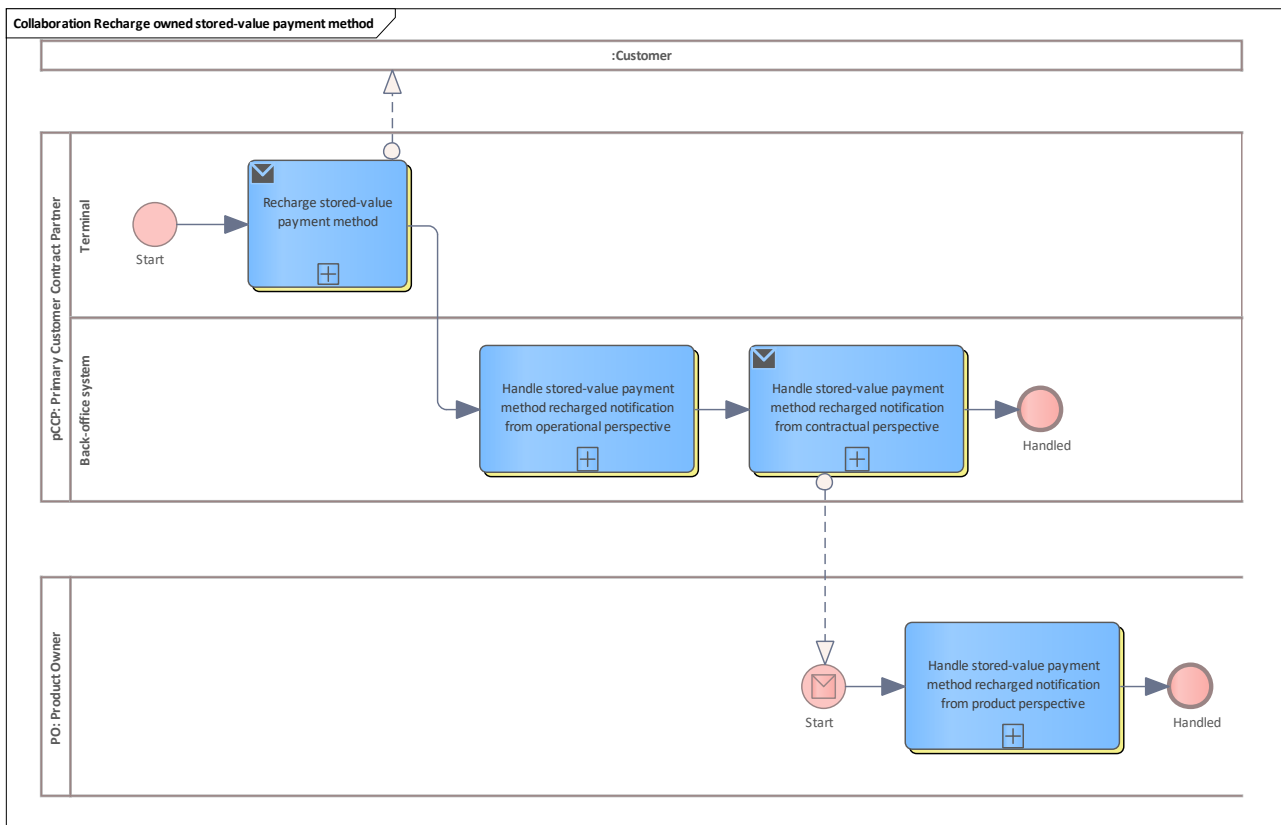 Collaboration Recharge owned stored-value payment method
:Customer
pCCP: Primary Customer Contract Partner
Terminal
Start
Recharge stored-value
payment method
Back-office system
Handle stored-value payment
method recharged notification
from operational perspective
Handle stored-value payment
method recharged notification
from contractual perspective
Handled
PO: Product Owner
Start
Handle stored-value payment
method recharged notification
from product perspective
Handled